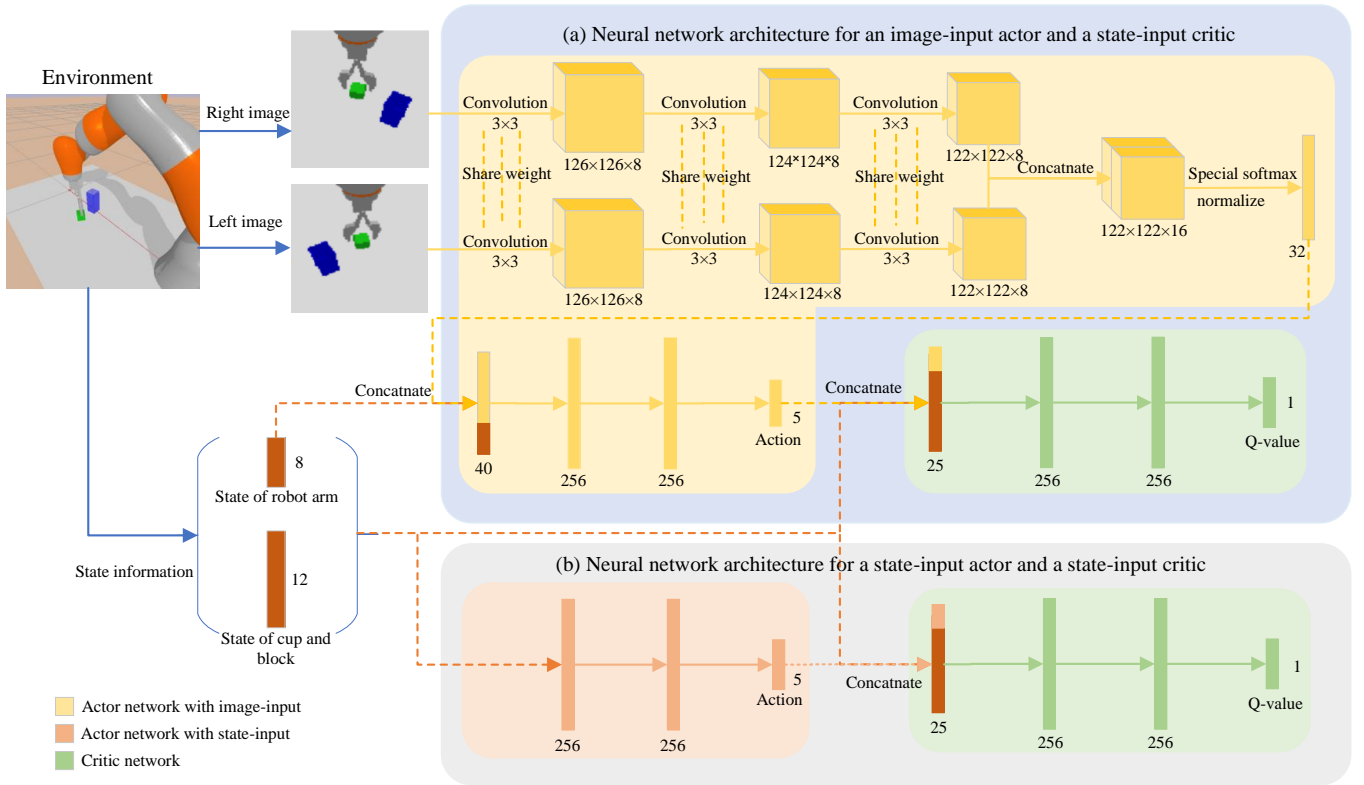 (a) Neural network architecture for an image-input actor and a state-input critic
Environment
Right image
Left image
Convolution
3×3
Convolution
3×3
Convolution
3×3
126×126×8
124×124×8
122×122×8
Share weight
Share weight
Share weight
Concatnate
Special softmax
normalize
122×122×16
32
Convolution
3×3
Convolution
3×3
Convolution
3×3
126×126×8
124×124×8
122×122×8
Concatnate
40
256
256
5
Action
Concatnate
25
256
256
1
Q-value
State information
8
State of robot arm
12
State of cup and
block
(b) Neural network architecture for a state-input actor and a state-input critic
256
256
5
Action
Concatnate
25
256
256
1
Q-value
Actor network with image-input
Actor network with state-input
Critic network